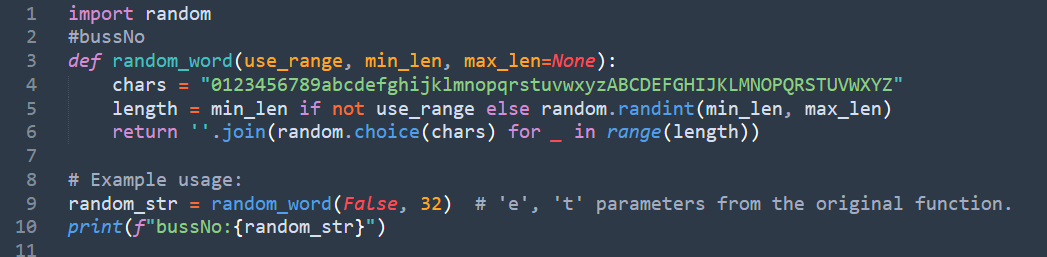 1 import random
2 #bussNo
3 def random_word(use_range, min_len, max_len=None):
4     chars = "0123456789abcdefghijklmnopqrstuvwxyzABCDEFGHIJKLMNOPQRSTUVWXYZ"
5     length = min_len if not use_range else random.randint(min_len, max_len)
6     return ''.join(random.choice(chars) for _ in range(length))
7
8 # Example usage:
9 random_str = random_word(False, 32)  # 'e', 't' parameters from the original function.
10 print(f"bussNo:{random_str}")
11